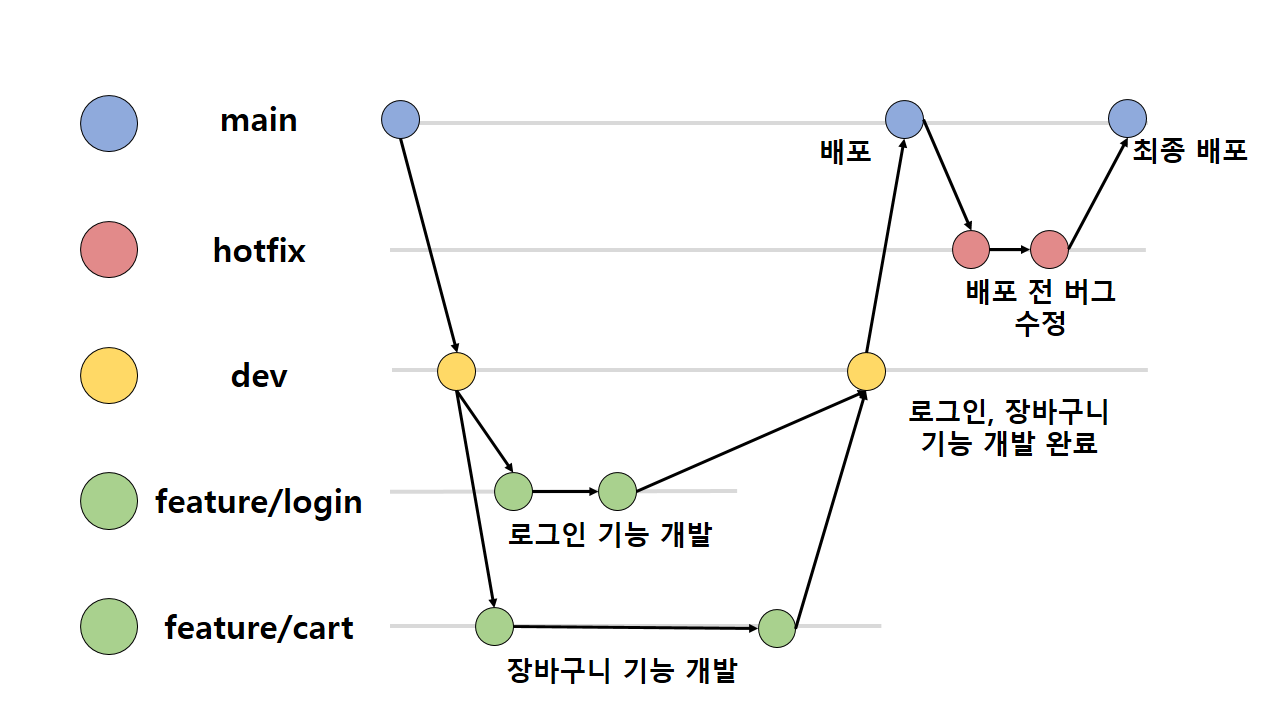 main
배포
최종 배포
hotfix
배포 전 버그
수정
dev
로그인, 장바구니
기능 개발 완료
feature/login
로그인 기능 개발
feature/cart
장바구니 기능 개발